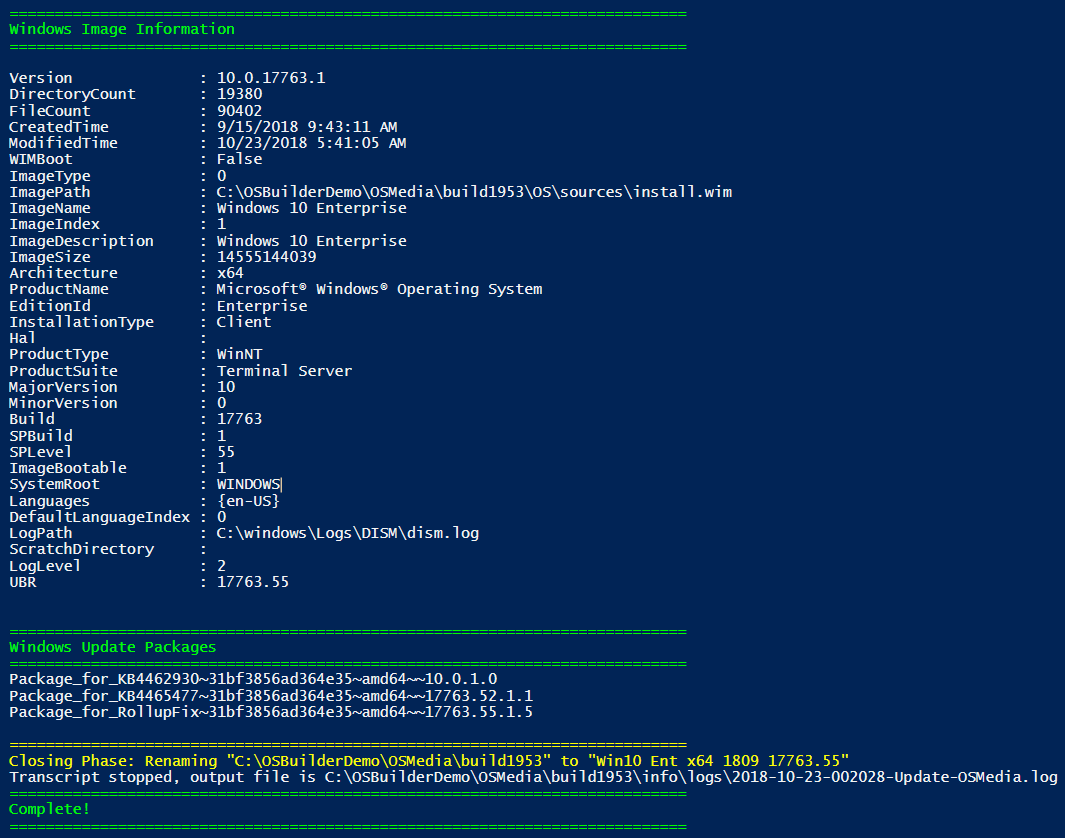 ===========================================================================
Windows Image Information
===========================================================================
Version              : 10.0.17763.1
DirectoryCount       : 19380
FileCount            : 90402
CreatedTime          : 9/15/2018 9:43:11 AM
ModifiedTime         : 10/23/2018 5:41:05 AM
WIMBoot              : False
ImageType            : 0
ImagePath            : C:\OSBuilderDemo\OSMedia\build1953\OS\sources\install.wim
ImageName            : Windows 10 Enterprise
ImageIndex           : 1
ImageDescription     : Windows 10 Enterprise
ImageSize            : 14555144039
Architecture         : x64
ProductName          : Microsoft® Windows® Operating System
EditionId            : Enterprise
InstallationType     : Client
Hal                  :
ProductType          : WinNT
ProductSuite         : Terminal Server
MajorVersion         : 10
MinorVersion         : 0
Build                : 17763
SPBuild              : 1
SPLevel              : 55
ImageBootable        : 1
SystemRoot           : WINDOWS
Languages            : {en-US}
DefaultLanguageIndex : 0
LogPath              : C:\windows\Logs\DISM\dism.log
ScratchDirectory     :
LogLevel             : 2
UBR                  : 17763.55
===========================================================================
Windows Update Packages
===========================================================================
Package_for_KB4462930~31bf3856ad364e35~amd64~~10.0.1.0
Package_for_KB4465477~31bf3856ad364e35~amd64~~17763.52.1.1
Package_for_RollupFix~31bf3856ad364e35~amd64~~17763.55.1.5
===========================================================================
Closing Phase: Renaming "C:\OSBuilderDemo\OSMedia\build1953" to "Win10 Ent x64 1809 17763.55"
Transcript stopped, output file is C:\OSBuilderDemo\OSMedia\build1953\info\logs\2018-10-23-002028-Update-OSMedia.log
===========================================================================
Complete!
===========================================================================